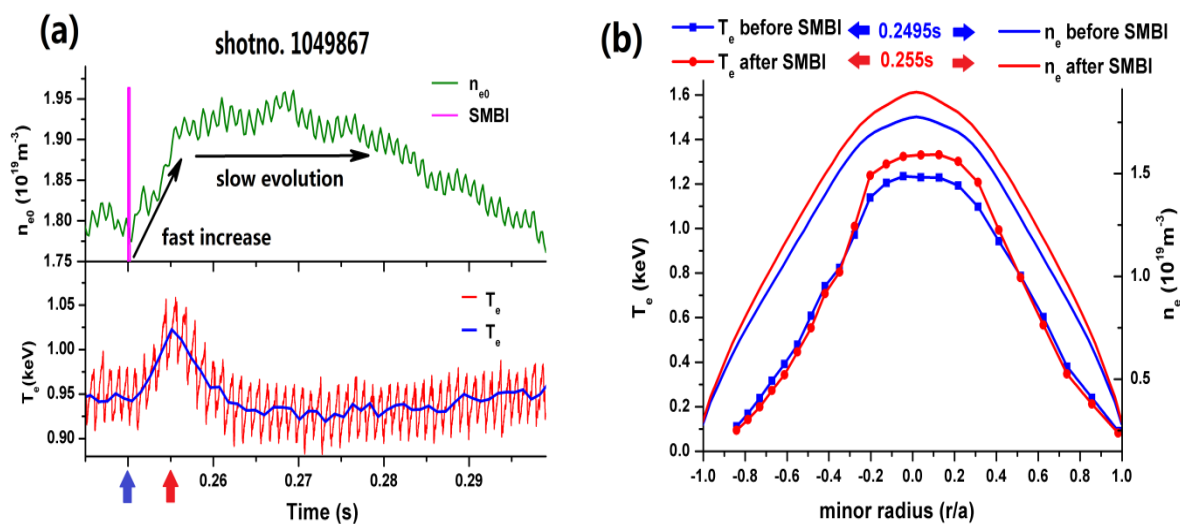 (a)
shotno. 1049867
n_e0 (10^19 m^-3)
1.95
1.90
1.85
1.80
1.75
n_e0
SMBI
slow evolution
fast increase
T_e(keV)
1.05
1.00
0.95
0.90
T_e
T_e
0.26 0.27 0.28 0.29
Time (s)
(b)
T_e before SMBI 0.2495s n_e before SMBI
T_e after SMBI 0.255s n_e after SMBI
T_e (keV)
1.6
1.4
1.2
1.0
0.8
0.6
0.4
0.2
0.0
1.5
1.0
0.5
n_e (10^19 m^-3)
-1.0 -0.8 -0.6 -0.4 -0.2 0.0 0.2 0.4 0.6 0.8 1.0
minor radius (r/a)